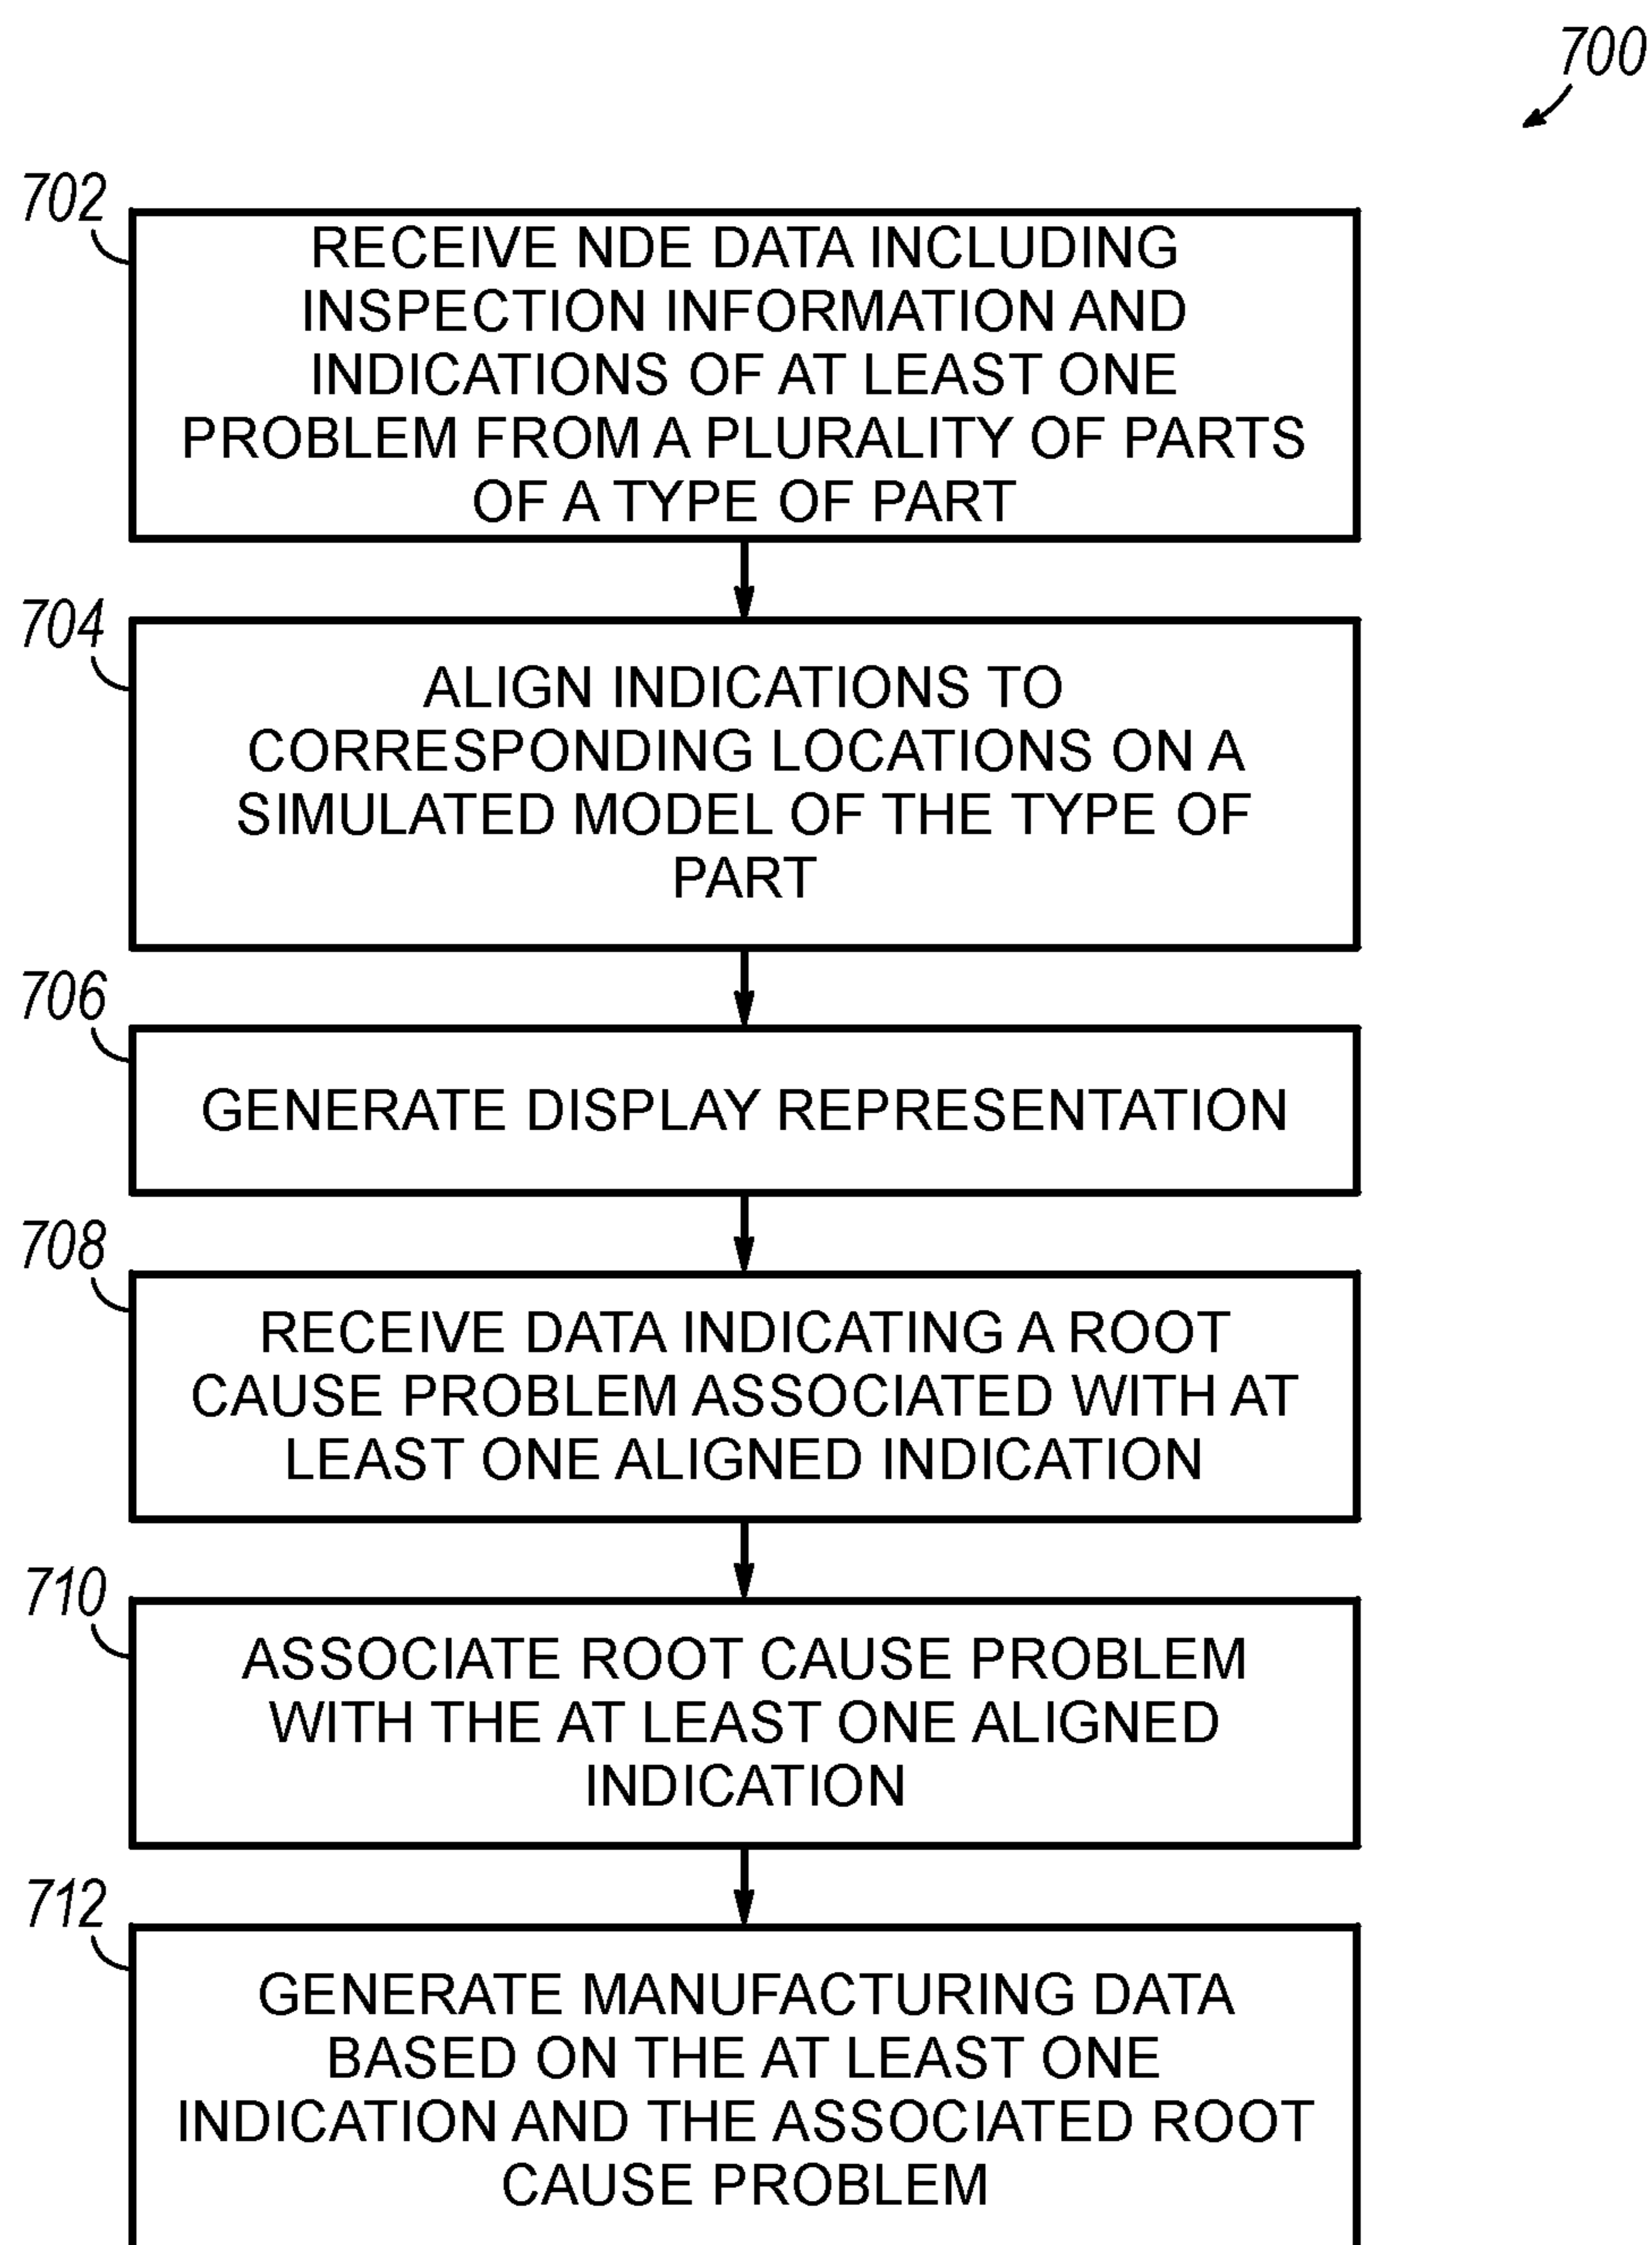 700
702
RECEIVE NDE DATA INCLUDING
INSPECTION INFORMATION AND
INDICATIONS OF AT LEAST ONE
PROBLEM FROM A PLURALITY OF PARTS
OF A TYPE OF PART
704
ALIGN INDICATIONS TO
CORRESPONDING LOCATIONS ON A
SIMULATED MODEL OF THE TYPE OF
PART
706
GENERATE DISPLAY REPRESENTATION
708
RECEIVE DATA INDICATING A ROOT
CAUSE PROBLEM ASSOCIATED WITH AT
LEAST ONE ALIGNED INDICATION
710
ASSOCIATE ROOT CAUSE PROBLEM
WITH THE AT LEAST ONE ALIGNED
INDICATION
712
GENERATE MANUFACTURING DATA
BASED ON THE AT LEAST ONE
INDICATION AND THE ASSOCIATED ROOT
CAUSE PROBLEM